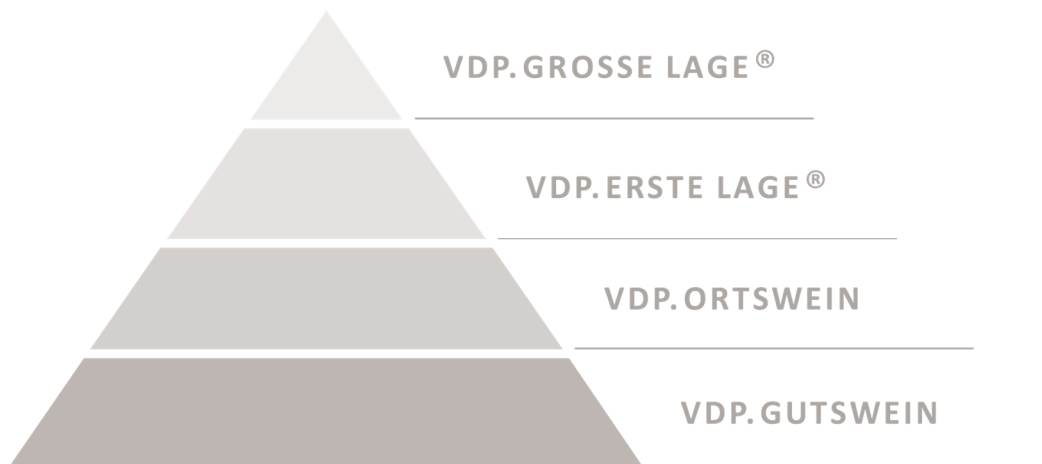 VDP.GROSSE LAGE®
VDP.ERSTE LAGE®
VDP.ORTSWEIN
VDP.GUTSWEIN